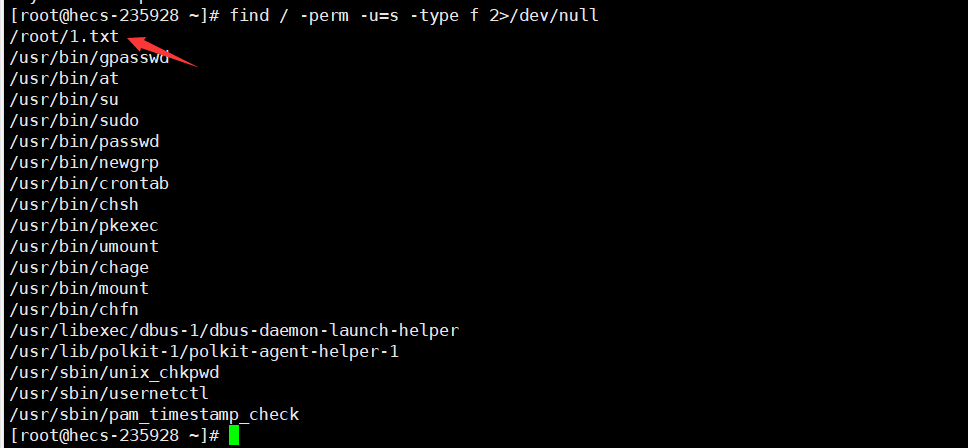 [root@hecs-235928 ~]# find / -perm -u=s -type f 2>/dev/null
/root/1.txt
/usr/bin/gpasswd
/usr/bin/at
/usr/bin/su
/usr/bin/sudo
/usr/bin/passwd
/usr/bin/newgrp
/usr/bin/crontab
/usr/bin/chsh
/usr/bin/pkexec
/usr/bin/umount
/usr/bin/chage
/usr/bin/mount
/usr/bin/chfn
/usr/libexec/dbus-1/dbus-daemon-launch-helper
/usr/lib/polkit-1/polkit-agent-helper-1
/usr/sbin/unix_chkpwd
/usr/sbin/usernetctl
/usr/sbin/pam_timestamp_check
[root@hecs-235928 ~]#